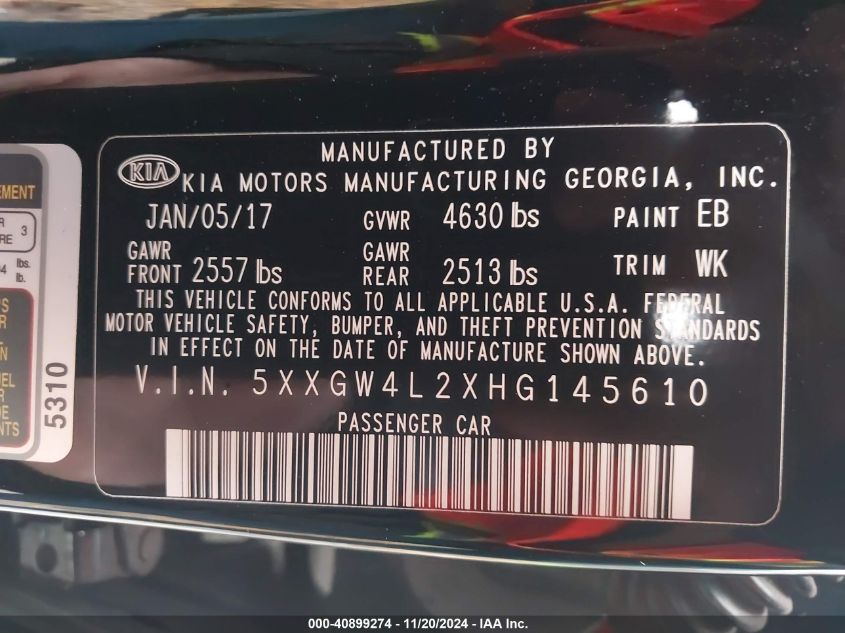 MANUFACTURED BY
KIA KIA MOTORS MANUFACTURING GEORGIA, INC.
JAN/05/17 GVWR 4630 lbs PAINT EB
GAWR FRONT 2557 lbs GAWR REAR 2513 lbs TRIM WK
THIS VEHICLE CONFORMS TO ALL APPLICABLE U.S.A. FEDERAL
MOTOR VEHICLE SAFETY, BUMPER, AND THEFT PREVENTION STANDARDS
IN EFFECT ON THE DATE OF MANUFACTURE SHOWN ABOVE.
V.I.N. 5XXGW4L2XHG145610
PASSENGER CAR
3
lbs.
lb.
5310
000-40899274 - 11/20/2024 - IAA Inc.